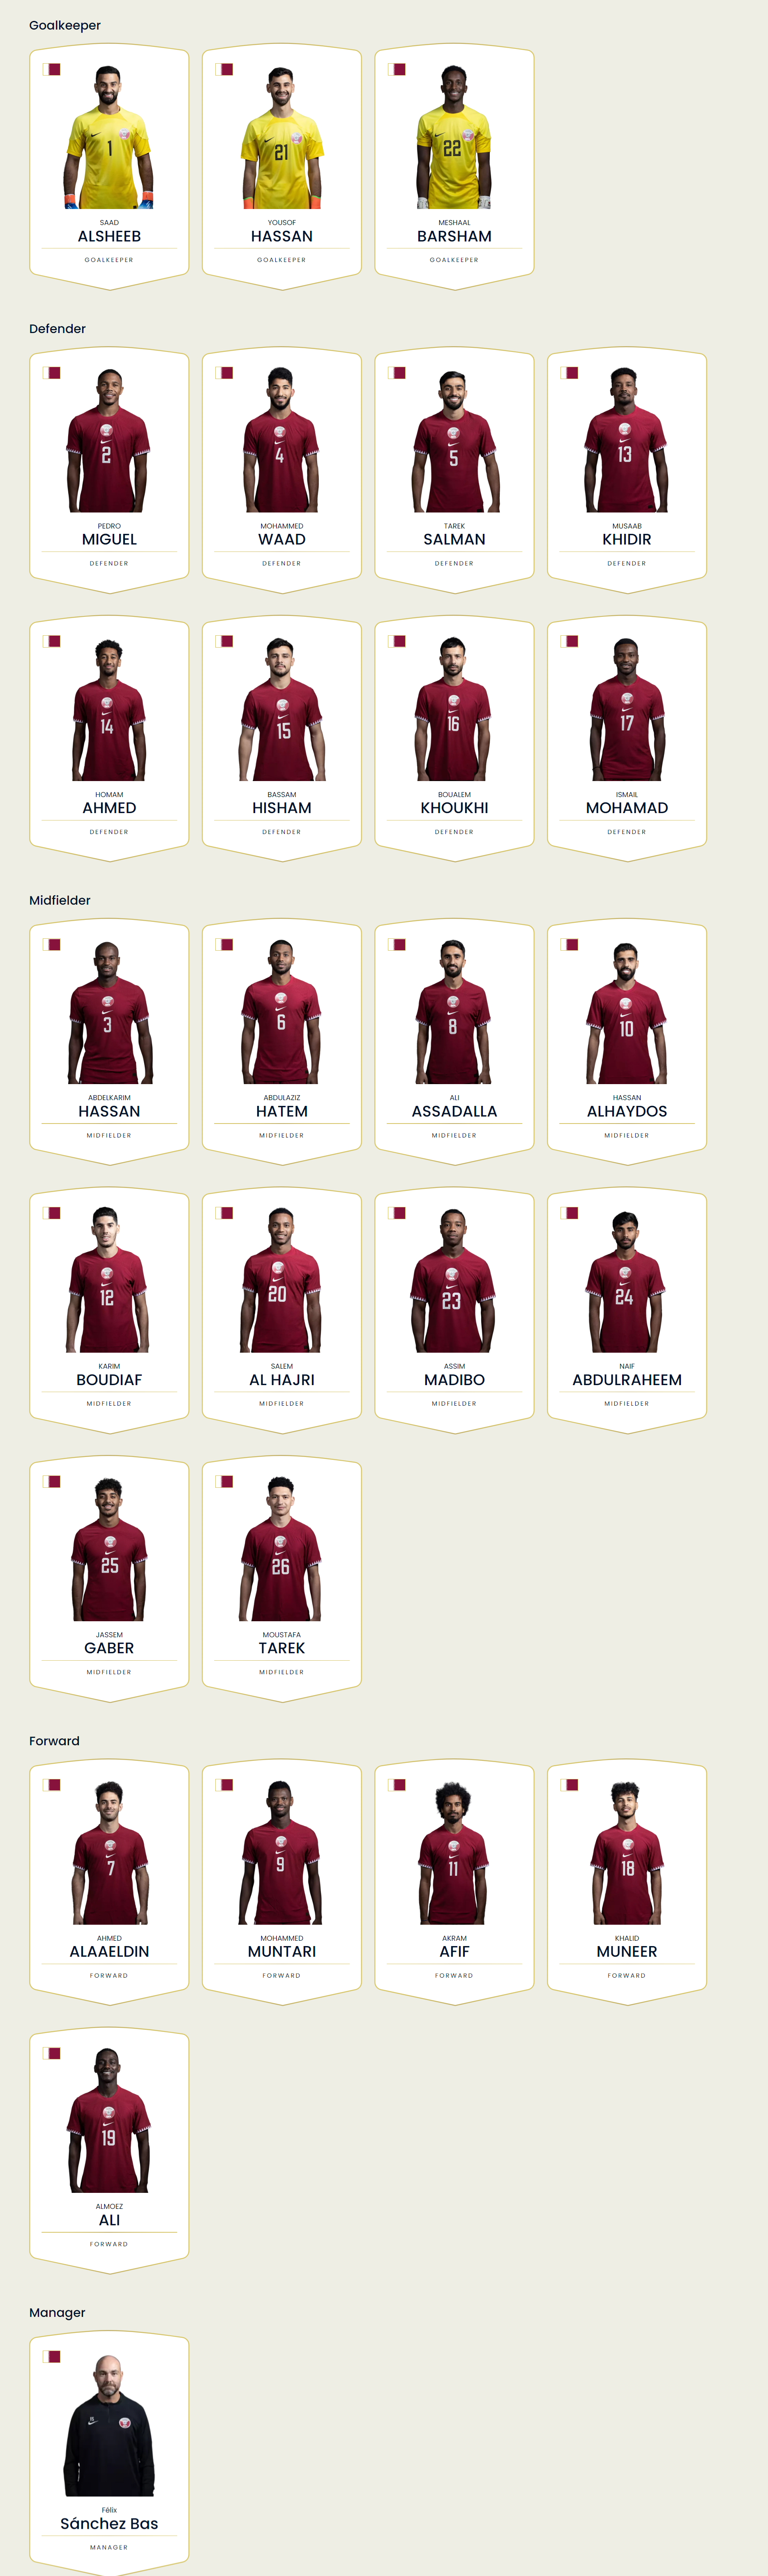 Goalkeeper
1
21
22
SAAD
ALSHEEB
GOALKEEPER
YOUSOF
HASSAN
GOALKEEPER
MESHAAL
BARSHAM
GOALKEEPER
Defender
2
4
5
13
PEDRO
MIGUEL
DEFENDER
MOHAMMED
WAAD
DEFENDER
TAREK
SALMAN
DEFENDER
MUSAAB
KHIDIR
DEFENDER
14
15
16
17
HOMAM
AHMED
DEFENDER
BASSAM
HISHAM
DEFENDER
BOUALEM
KHOUKHI
DEFENDER
ISMAIL
MOHAMAD
DEFENDER
Midfielder
3
6
8
10
ABDELKARIM
HASSAN
MIDFIELDER
ABDULAZIZ
HATEM
MIDFIELDER
ALI
ASSADALLA
MIDFIELDER
HASSAN
ALHAYDOS
MIDFIELDER
12
20
23
24
KARIM
BOUDIAF
MIDFIELDER
SALEM
AL HAJRI
MIDFIELDER
ASSIM
MADIBO
MIDFIELDER
NAIF
ABDULRAHEEM
MIDFIELDER
25
26
JASSEM
GABER
MIDFIELDER
MOUSTAFA
TAREK
MIDFIELDER
Forward
7
9
11
18
AHMED
ALAAELDIN
FORWARD
MOHAMMED
MUNTARI
FORWARD
AKRAM
AFIF
FORWARD
KHALID
MUNEER
FORWARD
19
ALMOEZ
ALI
FORWARD
Manager
Félix
Sánchez Bas
MANAGER